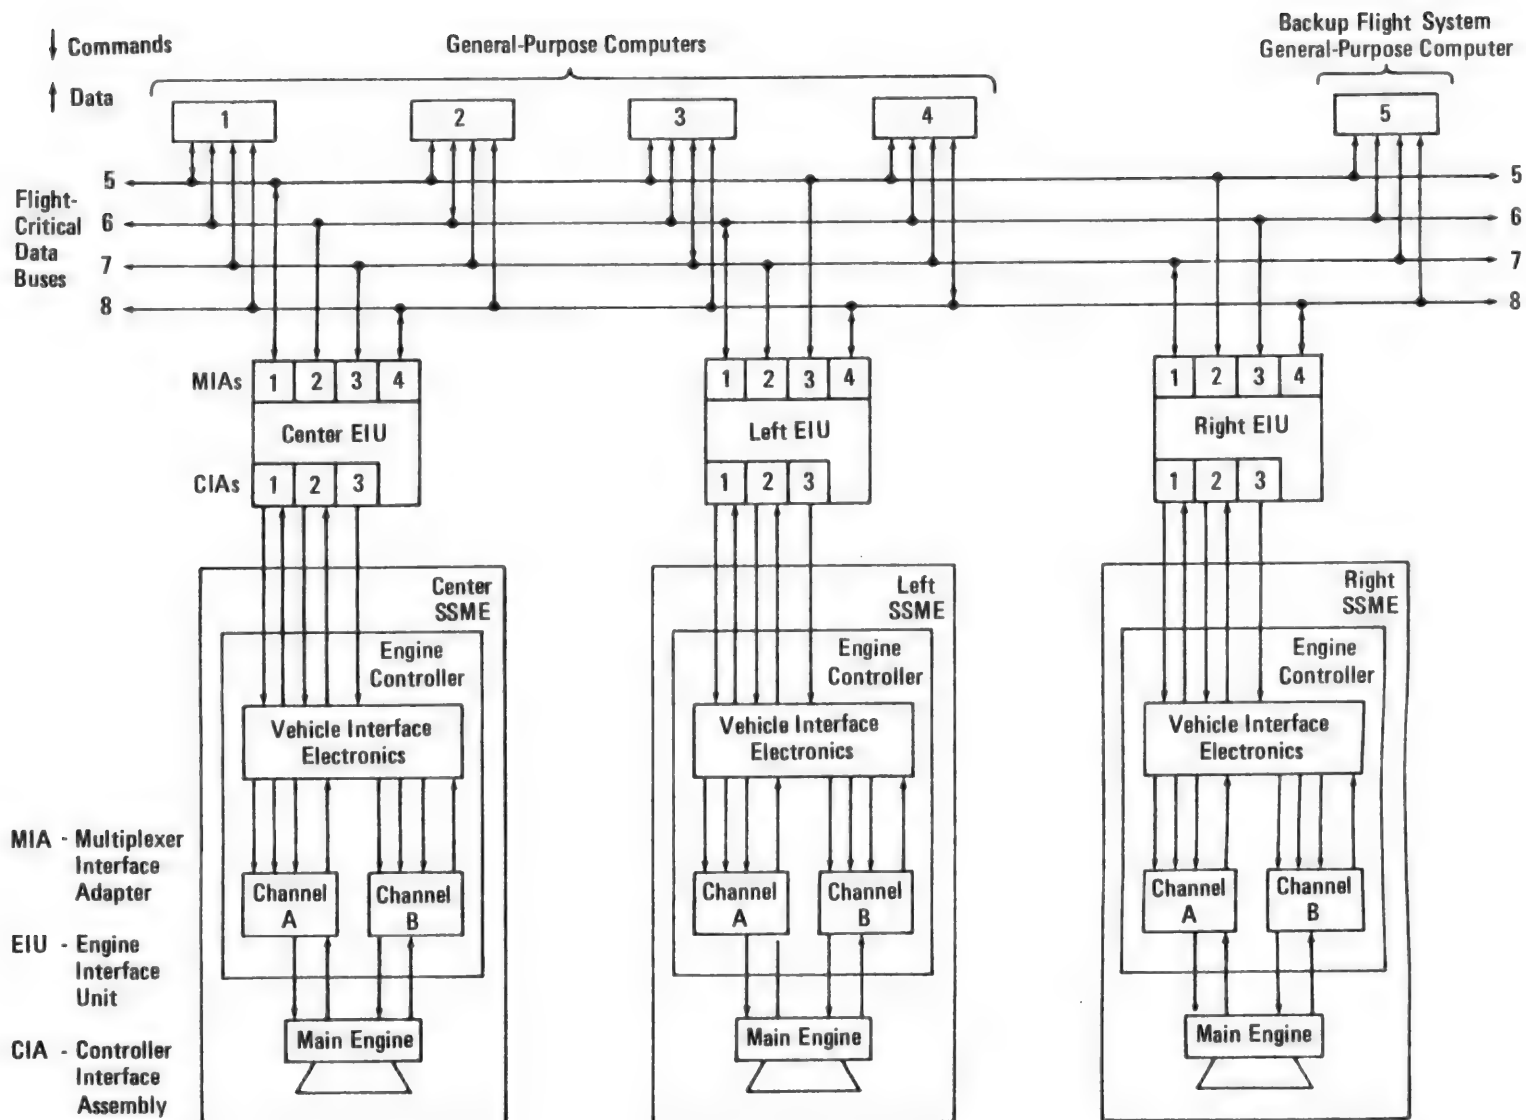 Commands
Data
General-Purpose Computers
Backup Flight System
General-Purpose Computer
1
2
3
4
5
Flight-
Critical
Data
Buses
5
6
7
8
5
6
7
8
MIAs
1 2 3 4
Center EIU
CIAs
1 2 3
1 2 3 4
Left EIU
1 2 3
1 2 3 4
Right EIU
1 2 3
Center
SSME
Engine
Controller
Vehicle Interface
Electronics
Channel
A
Channel
B
Main Engine
Left
SSME
Engine
Controller
Vehicle Interface
Electronics
Channel
A
Channel
B
Main Engine
Right
SSME
Engine
Controller
Vehicle Interface
Electronics
Channel
A
Channel
B
Main Engine
MIA - Multiplexer
Interface
Adapter
EIU - Engine
Interface
Unit
CIA - Controller
Interface
Assembly